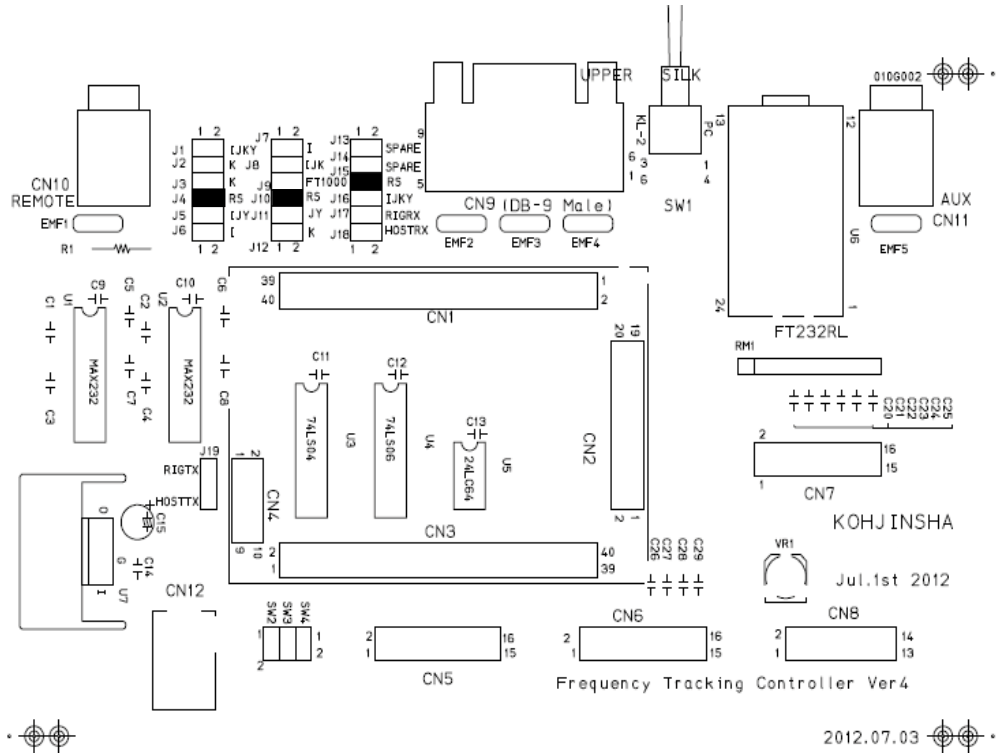 UPPER SILK
010G002
CN10
REMOTE
EMF1
R1
1 2
J1 IJKY
J2 K
J3 K
J4 RS
J5 IJY
J6 I
1 2
1 2
J7 I
J8 IJK
J9 FT1000
J10 RS
J11 JY
J12 K
1 2
1 2
J13 SPARE
J14 SPARE
J15 RS
J16 IJKY
J17 RIGRX
J18 HOSTRX
1 2
9
5
6
1
CN9 (DB-9 Male)
EMF2
EMF3
EMF4
KL-2
PC
3
6
1
4
SW1
13
12
24
1
U6
FT232RL
AUX
CN11
EMF5
C1
C3
U1
C9
MAX232
C5
C7
C2
C4
U2
C10
MAX232
C6
C8
39
40
1
2
CN1
C11
74LS04
U3
C12
74LS06
U4
C13
24LC64
U5
20
19
CN2
2
1
RM1
C20
C21
C22
C23
C24
C25
2
1
16
15
CN7
J19
RIGTX
HOSTTX
1
2
CN4
9
10
O
G
I
U7
C15
+
C14
CN12
CN3
2
1
40
39
C26
C27
C28
C29
KOHJINSHA
VR1
Jul.1st 2012
SW2
SW3
SW4
1
2
1
2
2
1
16
15
CN5
CN6
2
1
16
15
CN8
2
1
14
13
Frequency Tracking Controller Ver4
2012.07.03